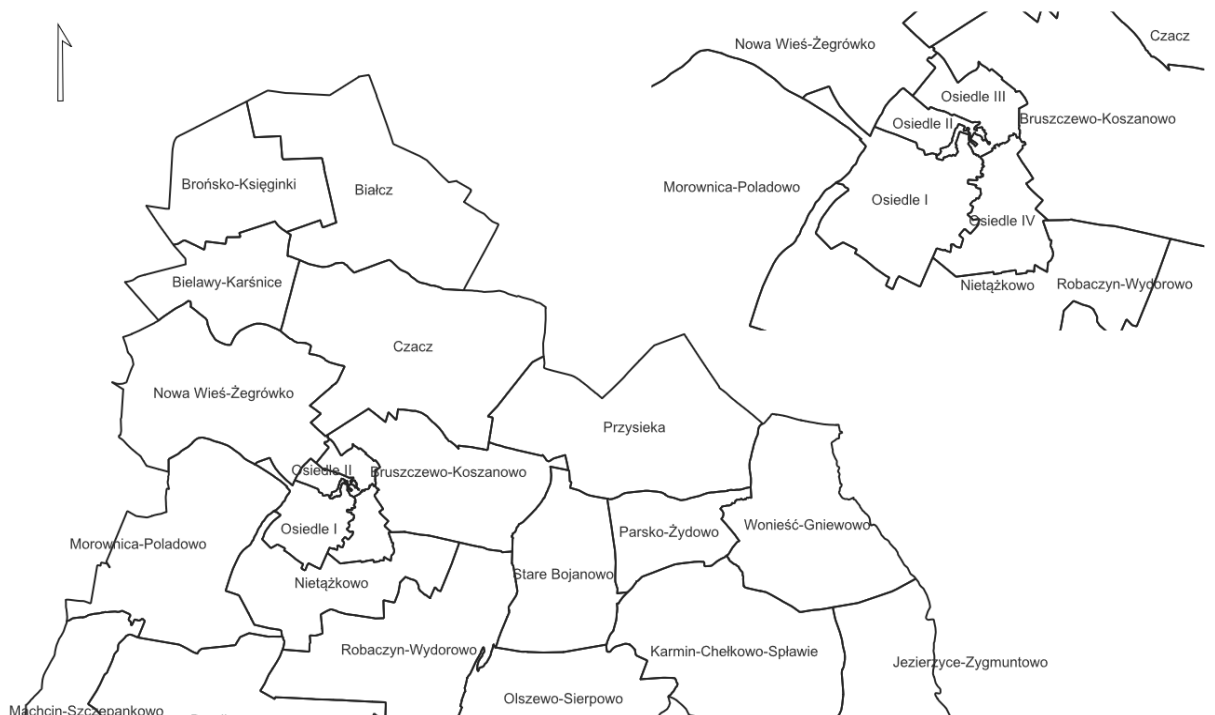 Nowa Wieś-Żegrówko
Czacz
Osiedle III
Osiedle II
Bruszczewo-Koszanowo
Morownica-Poladowo
Osiedle I
Osiedle IV
Nietążkowo
Robaczyn-Wydorowo
Brońsko-Księginki
Białcz
Bielawy-Karśnice
Czacz
Nowa Wieś-Żegrówko
Przysieka
Osiedle II
Bruszczewo-Koszanowo
Osiedle I
Parsko-Żydowo
Wonieść-Gniewowo
Morownica-Poladowo
Nietążkowo
Stare Bojanowo
Robaczyn-Wydorowo
Karmin-Chełkowo-Spławie
Jezierzyce-Zygmuntowo
Olszewo-Sierpowo
Machcin-Szczepankowo